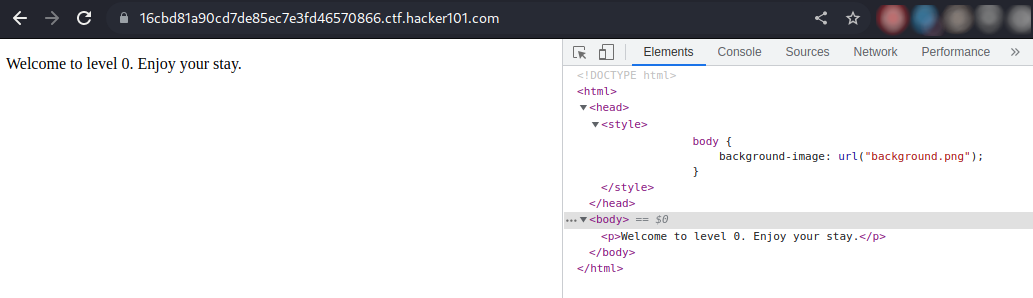 16cbd81a90cd7de85ec7e3fd46570866.ctf.hacker101.com
Welcome to level 0. Enjoy your stay.
Elements Console Sources Network Performance »
<!DOCTYPE html>
<html>
<head>
<style>
body {
background-image: url("background.png");
}
</style>
</head>
<body> == $0
<p>Welcome to level 0. Enjoy your stay.</p>
</body>
</html>